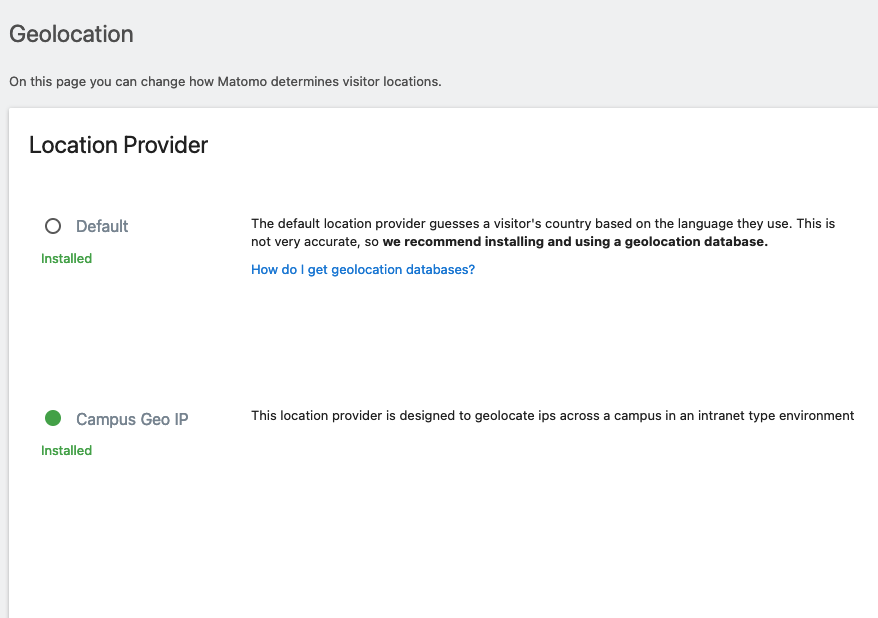 Geolocation
On this page you can change how Matomo determines visitor locations.
Location Provider
Default
Installed
The default location provider guesses a visitor's country based on the language they use. This is
not very accurate, so we recommend installing and using a geolocation database.
How do I get geolocation databases?
Campus Geo IP
Installed
This location provider is designed to geolocate ips across a campus in an intranet type environment